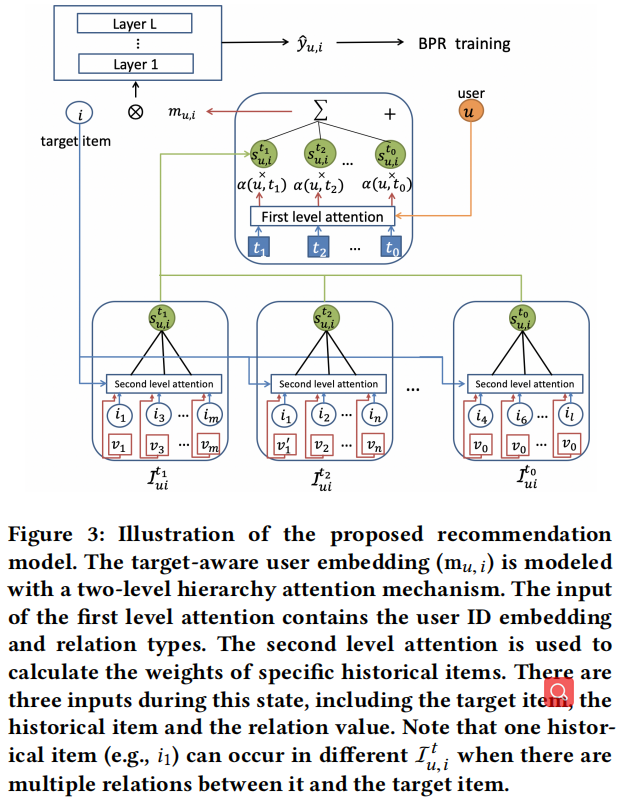 Layer L
⋮
Layer 1
ŷ_{u,i}
BPR training
i
target item
⊗
m_{u,i}
∑
+
user
u
s_{u,i}^{t_1} s_{u,i}^{t_2} ... s_{u,i}^{t_0}
× × ×
α(u,t_1) α(u,t_2) α(u,t_0)
First level attention
t_1 t_2 ... t_0
s_{u,i}^{t_1} s_{u,i}^{t_2} s_{u,i}^{t_0}
Second level attention Second level attention ... Second level attention
i_1 i_3 ... i_m i_1 i_2 ... i_n i_4 i_6 ... i_l
v_1 v_3 ... v_m v_1' v_2 ... v_n v_0 v_0 ... v_0
I_{ui}^{t_1} I_{ui}^{t_2} I_{ui}^{t_0}
Figure 3: Illustration of the proposed recommendation
model. The target-aware user embedding (m_{u,i}) is modeled
with a two-level hierarchy attention mechanism. The input
of the first level attention contains the user ID embedding
and relation types. The second level attention is used to
calculate the weights of specific historical items. There are
three inputs during this state, including the target item, the
historical item and the relation value. Note that one histor-
ical item (e.g., i_1) can occur in different I_{u,i}^{t} when there are
multiple relations between it and the target item.